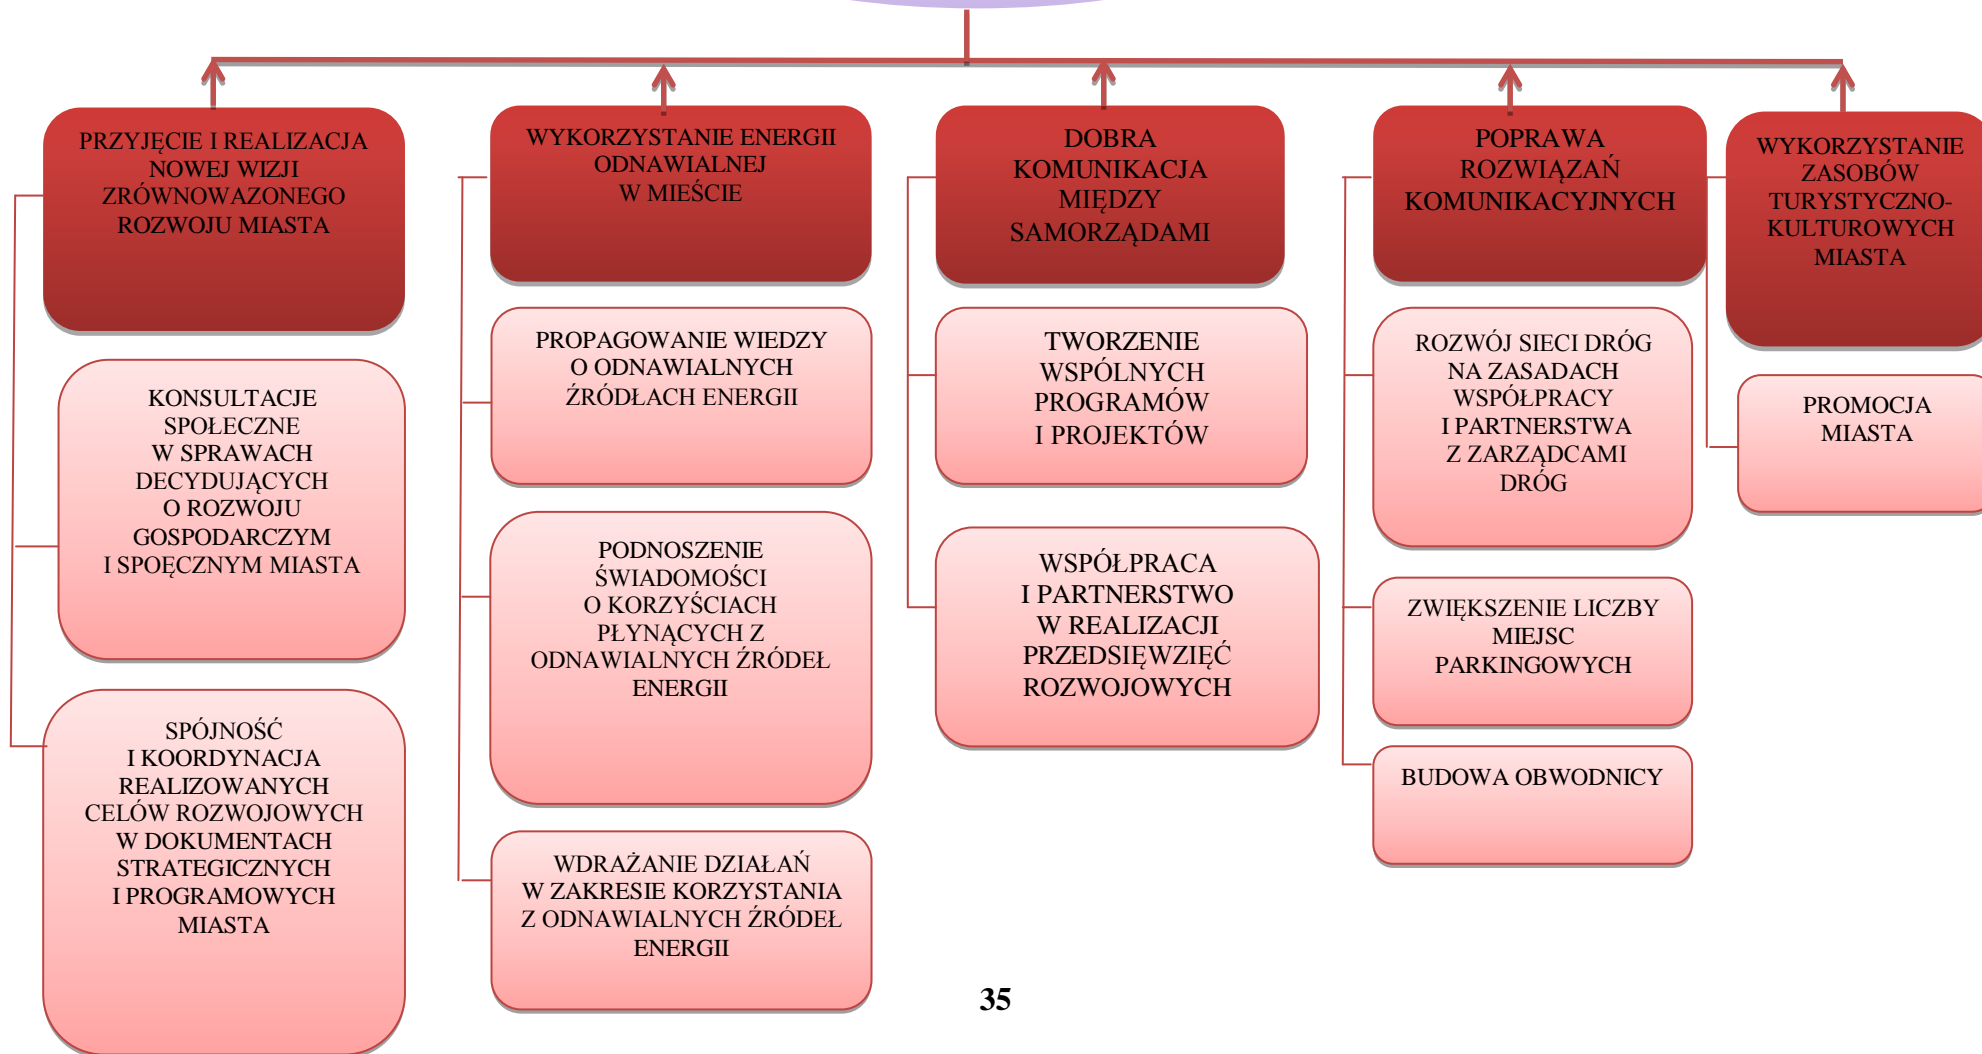 PRZYJĘCIE I REALIZACJA
NOWEJ WIZJI
ZRÓWNOWAZONEGO
ROZWOJU MIASTA
KONSULTACJE
SPOŁECZNE
W SPRAWACH
DECYDUJĄCYCH
O ROZWOJU
GOSPODARCZYM
I SPOĘCZNYM MIASTA
SPÓJNOŚĆ
I KOORDYNACJA
REALIZOWANYCH
CELÓW ROZWOJOWYCH
W DOKUMENTACH
STRATEGICZNYCH
I PROGRAMOWYCH
MIASTA
WYKORZYSTANIE ENERGII
ODNAWIALNEJ
W MIEŚCIE
PROPAGOWANIE WIEDZY
O ODNAWIALNYCH
ŹRÓDŁACH ENERGII
PODNOSZENIE
ŚWIADOMOŚCI
O KORZYŚCIACH
PŁYNĄCYCH Z
ODNAWIALNYCH ŹRÓDEŁ
ENERGII
WDRAŻANIE DZIAŁAŃ
W ZAKRESIE KORZYSTANIA
Z ODNAWIALNYCH ŹRÓDEŁ
ENERGII
DOBRA
KOMUNIKACJA
MIĘDZY
SAMORZĄDAMI
TWORZENIE
WSPÓLNYCH
PROGRAMÓW
I PROJEKTÓW
WSPÓŁPRACA
I PARTNERSTWO
W REALIZACJI
PRZEDSIĘWZIĘĆ
ROZWOJOWYCH
POPRAWA
ROZWIĄZAŃ
KOMUNIKACYJNYCH
ROZWÓJ SIECI DRÓG
NA ZASADACH
WSPÓŁPRACY
I PARTNERSTWA
Z ZARZĄDCAMI
DRÓG
ZWIĘKSZENIE LICZBY
MIEJSC
PARKINGOWYCH
BUDOWA OBWODNICY
WYKORZYSTANIE
ZASOBÓW
TURYSTYCZNO-
KULTUROWYCH
MIASTA
PROMOCJA
MIASTA
35